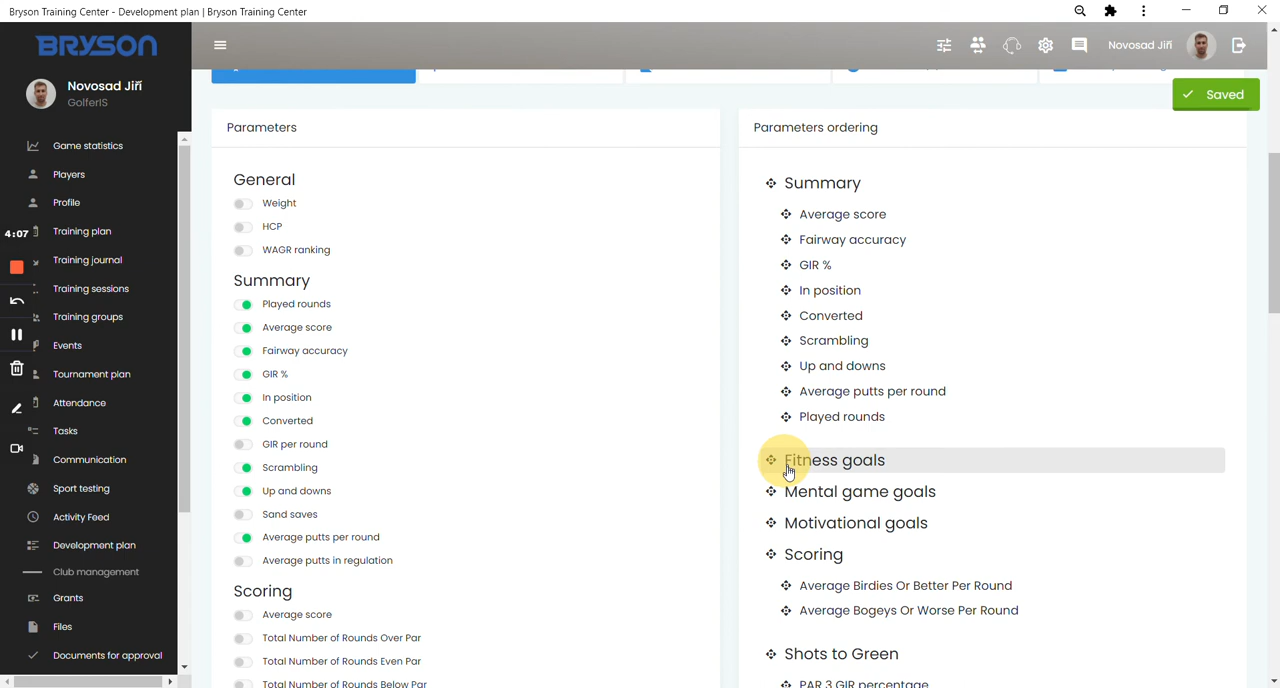 Bryson Training Center - Development plan | Bryson Training Center
BRYSON
Novosad Jiří
GolferIS
Game statistics
Players
Profile
4:07
Training plan
Training journal
Training sessions
Training groups
Events
Tournament plan
Attendance
Tasks
Communication
Sport testing
Activity Feed
Development plan
Club management
Grants
Files
Documents for approval
Novosad Jiří
Saved
Parameters
General
Weight
HCP
WAGR ranking
Summary
Played rounds
Average score
Fairway accuracy
GIR %
In position
Converted
GIR per round
Scrambling
Up and downs
Sand saves
Average putts per round
Average putts in regulation
Scoring
Average score
Total Number of Rounds Over Par
Total Number of Rounds Even Par
Total Number of Rounds Below Par
Parameters ordering
Summary
Average score
Fairway accuracy
GIR %
In position
Converted
Scrambling
Up and downs
Average putts per round
Played rounds
Fitness goals
Mental game goals
Motivational goals
Scoring
Average Birdies Or Better Per Round
Average Bogeys Or Worse Per Round
Shots to Green
PAR 3 GIR percentage